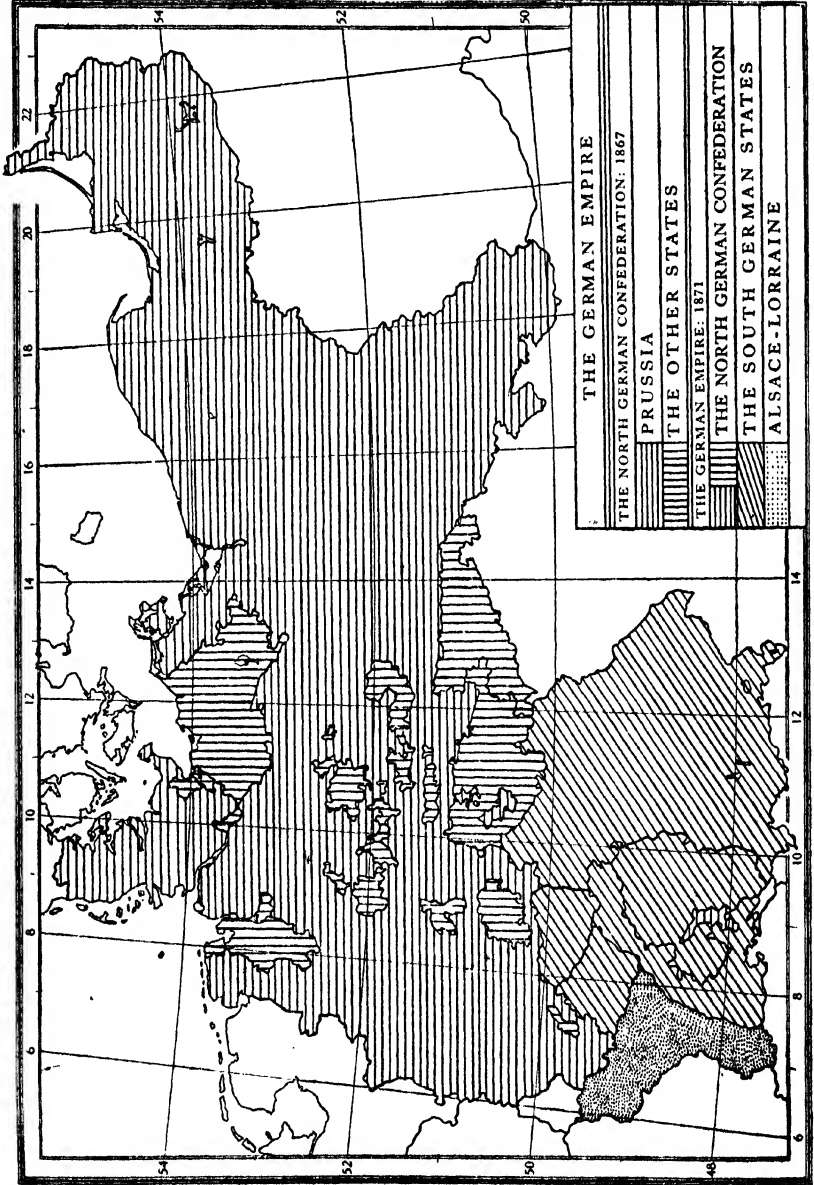 THE GERMAN EMPIRE
THE NORTH GERMAN CONFEDERATION: 1867
PRUSSIA
THE OTHER STATES
THE GERMAN EMPIRE: 1871
THE NORTH GERMAN CONFEDERATION
THE SOUTH GERMAN STATES
ALSACE-LORRAINE
54
52
50
22
20
18
16
14
12
10
8
6
54
52
50
48
14
12
10
8
6